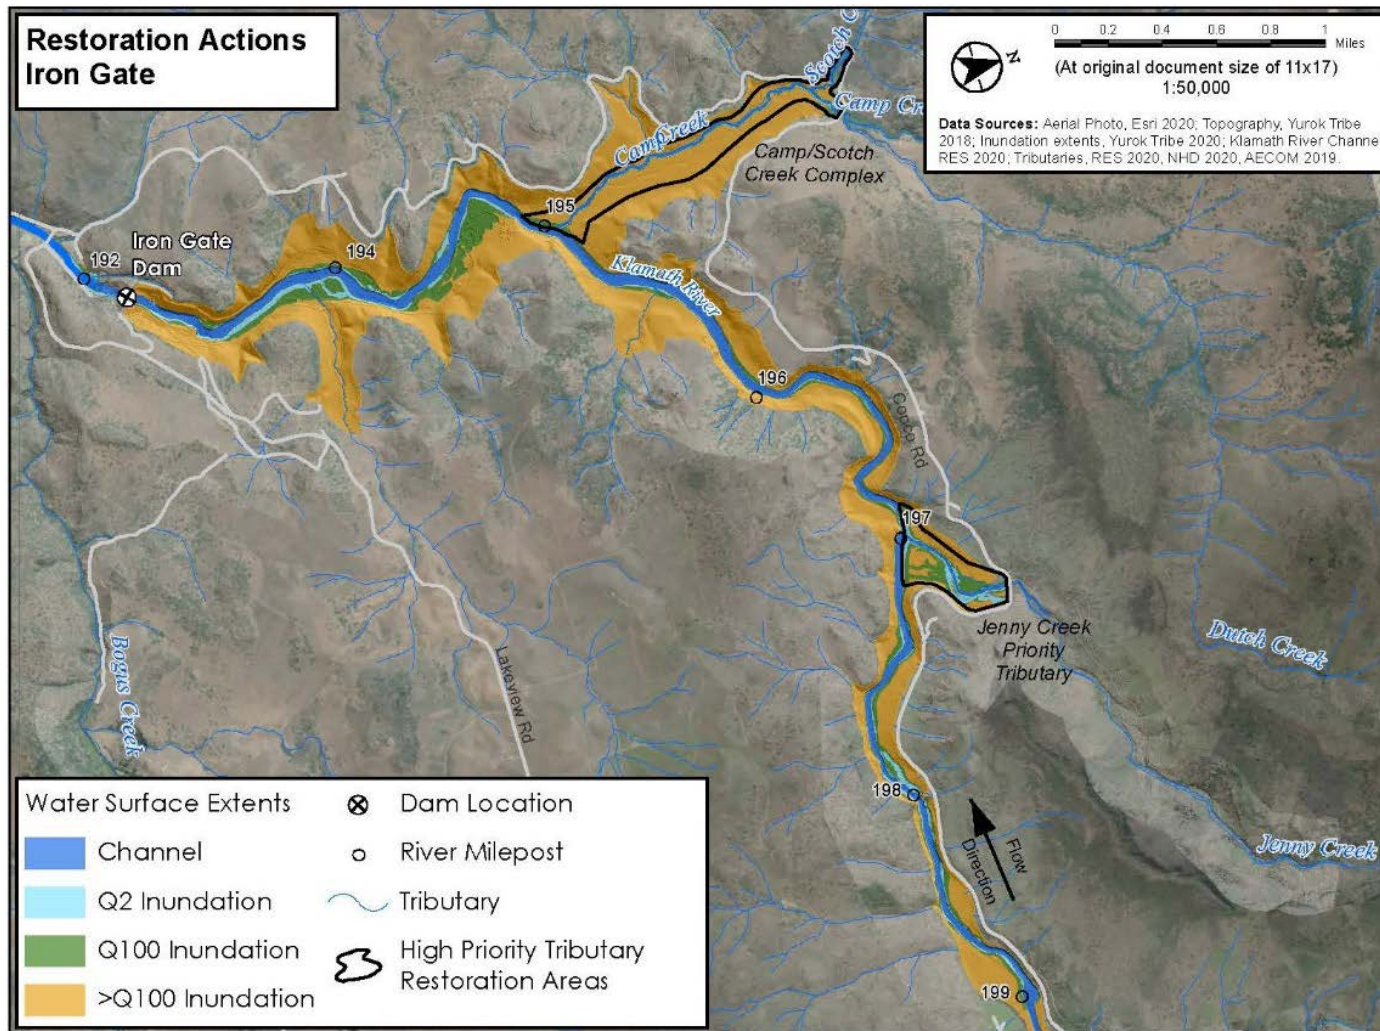 Restoration Actions
Iron Gate
N
0 0.2 0.4 0.6 0.8 1
Miles
(At original document size of 11x17)
1:50,000
Data Sources: Aerial Photo, Esri 2020; Topography, Yurok Tribe
2018; Inundation extents, Yurok Tribe 2020; Klamath River Channe
RES 2020; Tributaries, RES 2020, NHD 2020, AECOM 2019.
Scotch C
Camp Cr
Camp Creek
Camp/Scotch
Creek Complex
195
194
Iron Gate
Dam
192
Klamath River
196
Copco Rd
197
Jenny Creek
Priority
Tributary
Dutch Creek
Bogus Creek
Lakeview Rd
198
Flow
Direction
Jenny Creek
199
Water Surface Extents
Channel
Q2 Inundation
Q100 Inundation
>Q100 Inundation
Dam Location
River Milepost
Tributary
High Priority Tributary
Restoration Areas